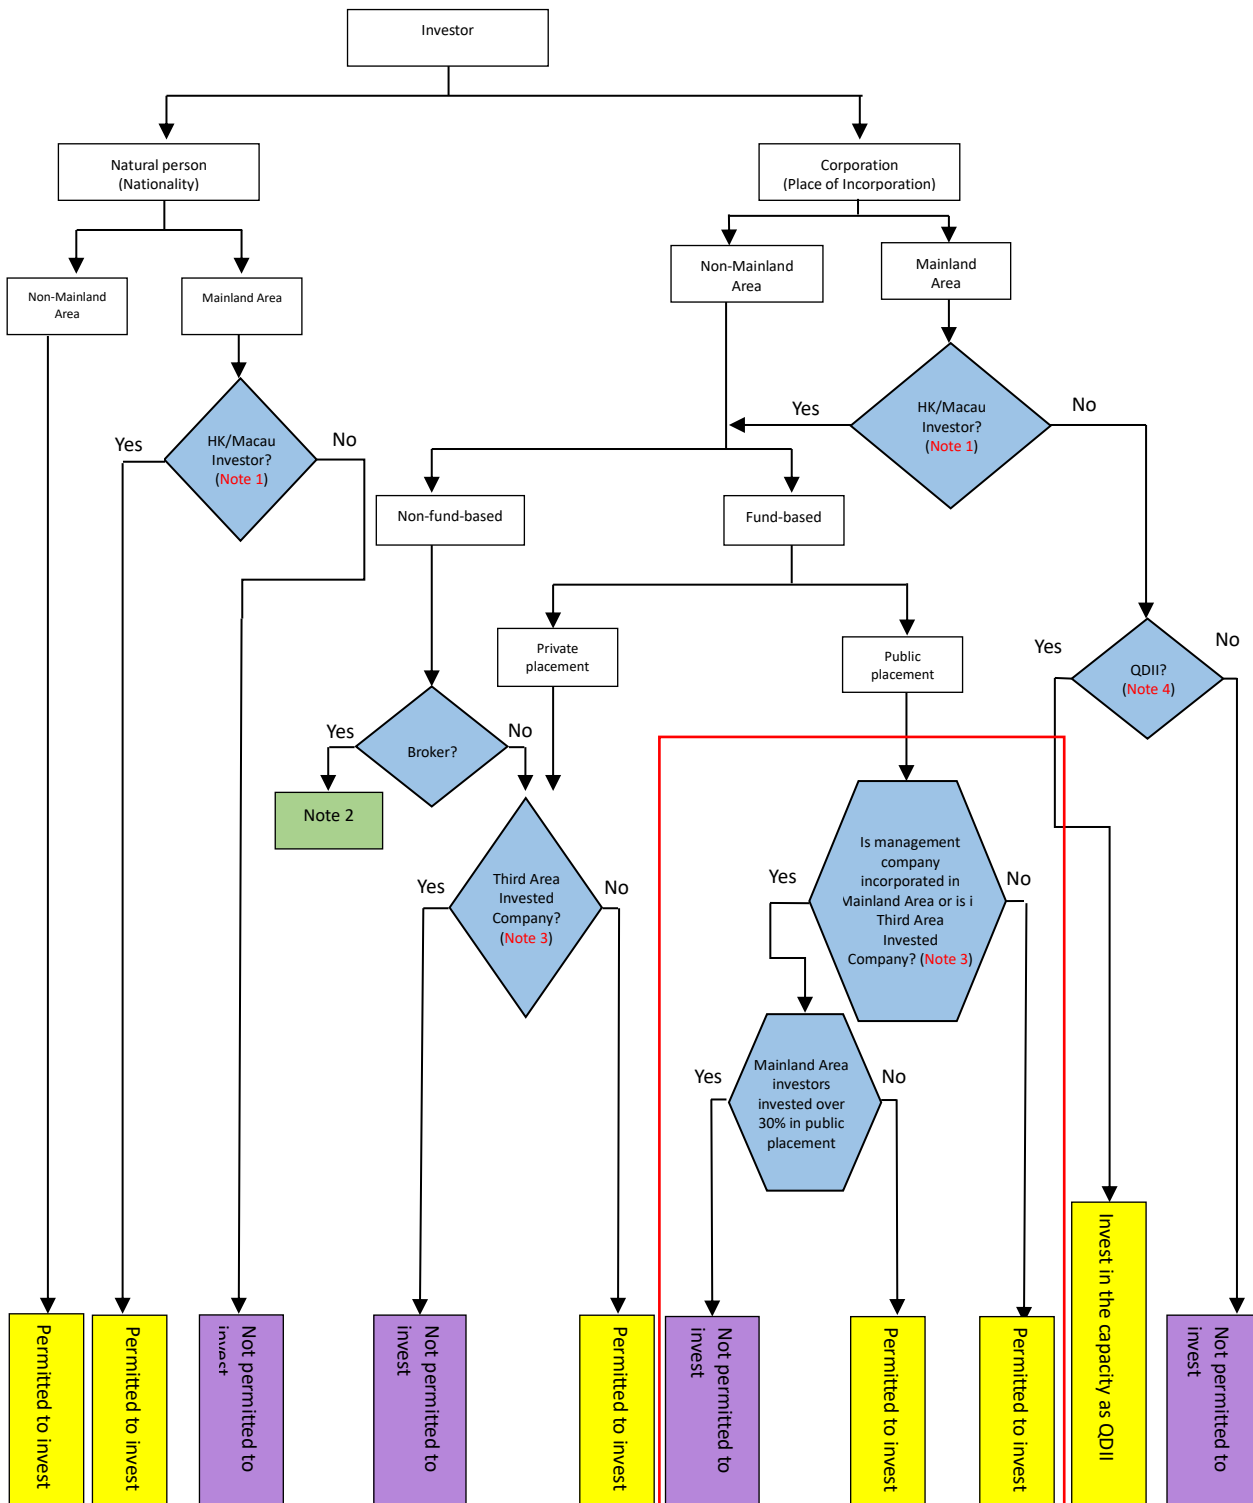 Investor
Natural person
(Nationality)
Corporation
(Place of Incorporation)
Non-Mainland
Area
Mainland Area
Non-Mainland
Area
Mainland
Area
HK/Macau
Investor?
(Note 1)
Yes
No
HK/Macau
Investor?
(Note 1)
Yes
No
Non-fund-based
Fund-based
Private
placement
Public
placement
QDII?
(Note 4)
Yes
No
Broker?
Yes
No
Note 2
Third Area
Invested
Company?
(Note 3)
Yes
No
Is management
company
incorporated in
Mainland Area or is i
Third Area
Invested
Company? (Note 3)
Yes
No
Mainland Area
investors
invested over
30% in public
placement
Yes
No
Permitted to invest
Permitted to invest
Not permitted to
invest
Not permitted to
invest
Permitted to invest
Not permitted to
invest
Permitted to invest
Permitted to invest
Invest in the capacity as QDII
Not permitted to
invest